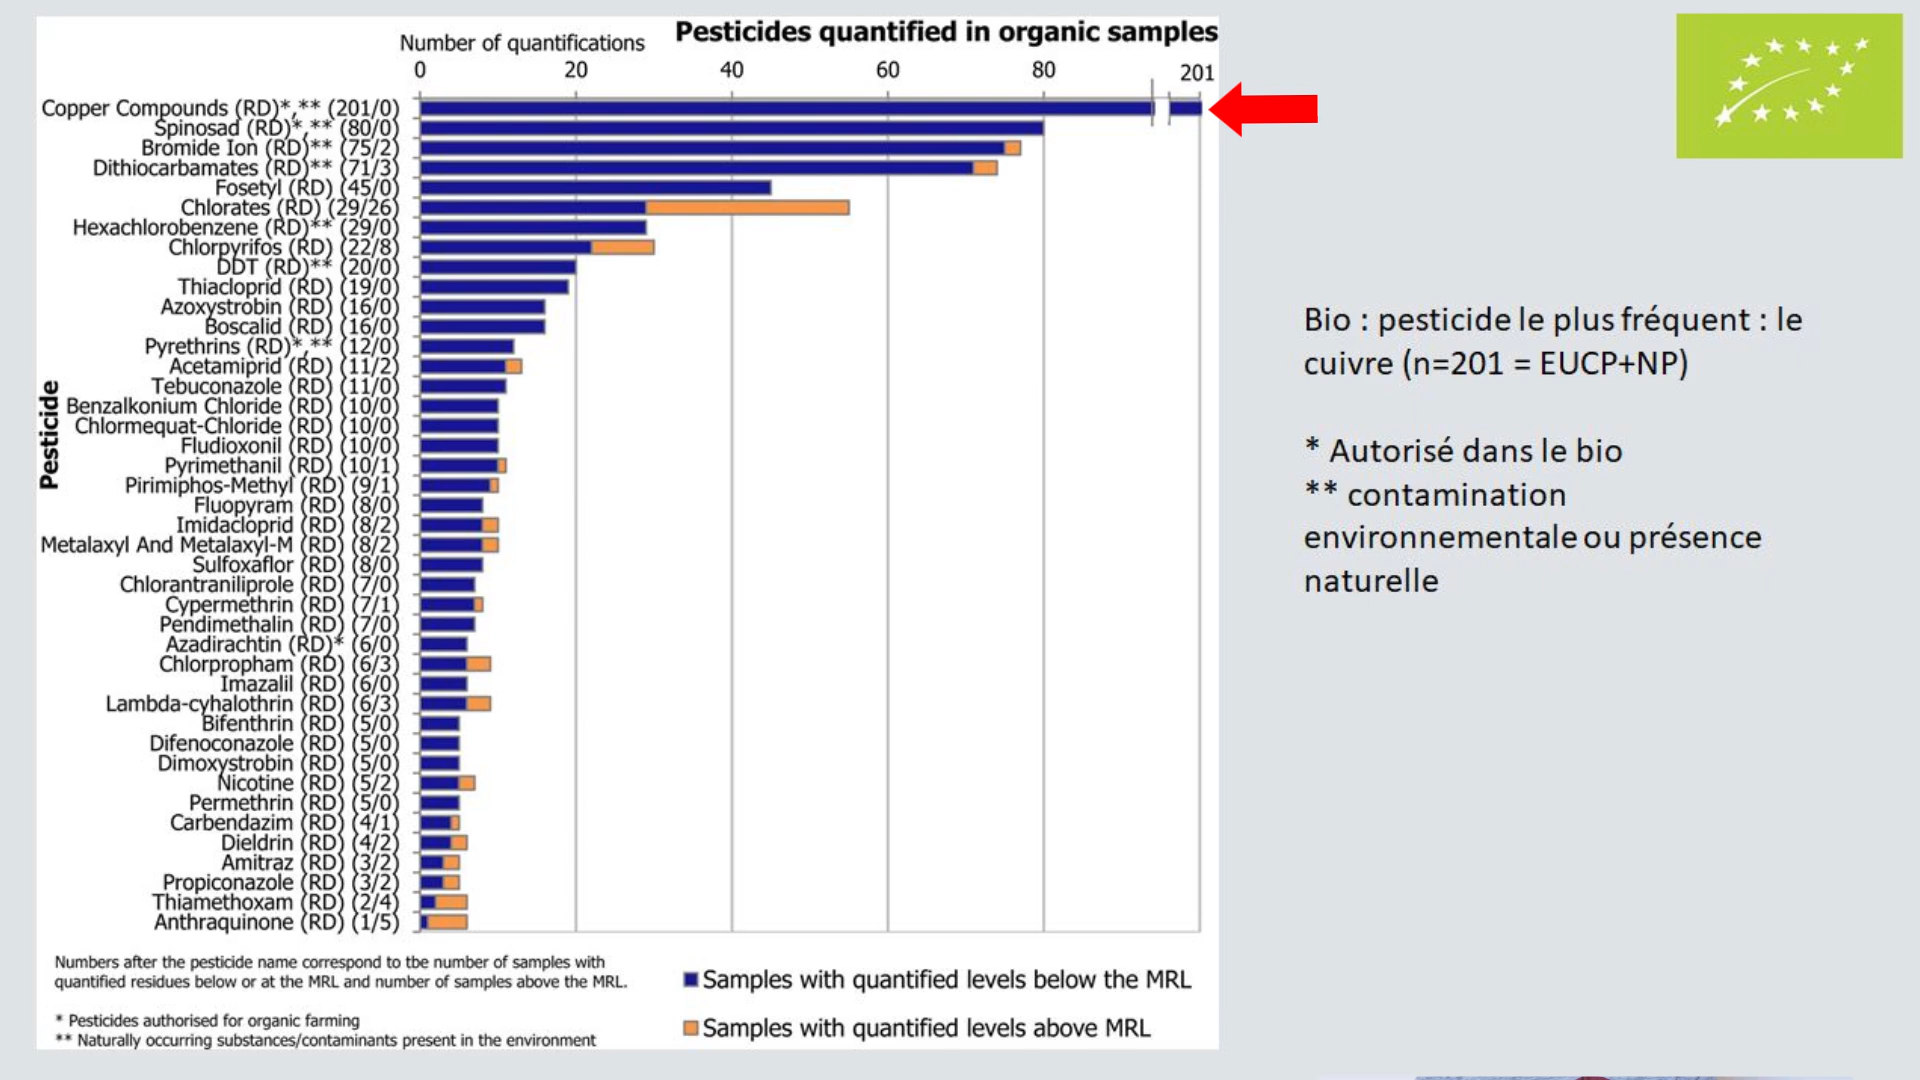 Pesticides quantified in organic samples
Number of quantifications
0 20 40 60 80 201
Copper Compounds (RD)*,** (201/0)
Spinosad (RD)*,** (80/0)
Bromide Ion (RD)** (75/2)
Dithiocarbamates (RD)** (71/3)
Fosetyl (RD) (45/0)
Chlorates (RD) (29/26)
Hexachlorobenzene (RD)** (29/0)
Chlorpyrifos (RD) (22/8)
DDT (RD)** (20/0)
Thiacloprid (RD) (19/0)
Azoxystrobin (RD) (16/0)
Boscalid (RD) (16/0)
Pyrethrins (RD)*,** (12/0)
Acetamiprid (RD) (11/2)
Tebuconazole (RD) (11/0)
Benzalkonium Chloride (RD) (10/0)
Chlormequat-Chloride (RD) (10/0)
Fludioxonil (RD) (10/0)
Pyrimethanil (RD) (10/1)
Pirimiphos-Methyl (RD) (9/1)
Fluopyram (RD) (8/0)
Imidacloprid (RD) (8/2)
Metalaxyl And Metalaxyl-M (RD) (8/2)
Sulfoxaflor (RD) (8/0)
Chlorantraniliprole (RD) (7/0)
Cypermethrin (RD) (7/1)
Pendimethalin (RD) (7/0)
Azadirachtin (RD)* (6/0)
Chlorpropham (RD) (6/3)
Imazalil (RD) (6/0)
Lambda-cyhalothrin (RD) (6/3)
Bifenthrin (RD) (5/0)
Difenoconazole (RD) (5/0)
Dimoxystrobin (RD) (5/0)
Nicotine (RD) (5/2)
Permethrin (RD) (5/0)
Carbendazim (RD) (4/1)
Dieldrin (RD) (4/2)
Amitraz (RD) (3/2)
Propiconazole (RD) (3/2)
Thiamethoxam (RD) (2/4)
Anthraquinone (RD) (1/5)
Pesticide
Numbers after the pesticide name correspond to tbe number of samples with
quantified residues below or at the MRL and number of samples above the MRL.
* Pesticides authorised for organic farming
** Naturally occurring substances/contaminants present in the environment
Samples with quantified levels below the MRL
Samples with quantified levels above MRL
Bio : pesticide le plus fréquent : le
cuivre (n=201 = EUCP+NP)
* Autorisé dans le bio
** contamination
environnementale ou présence
naturelle